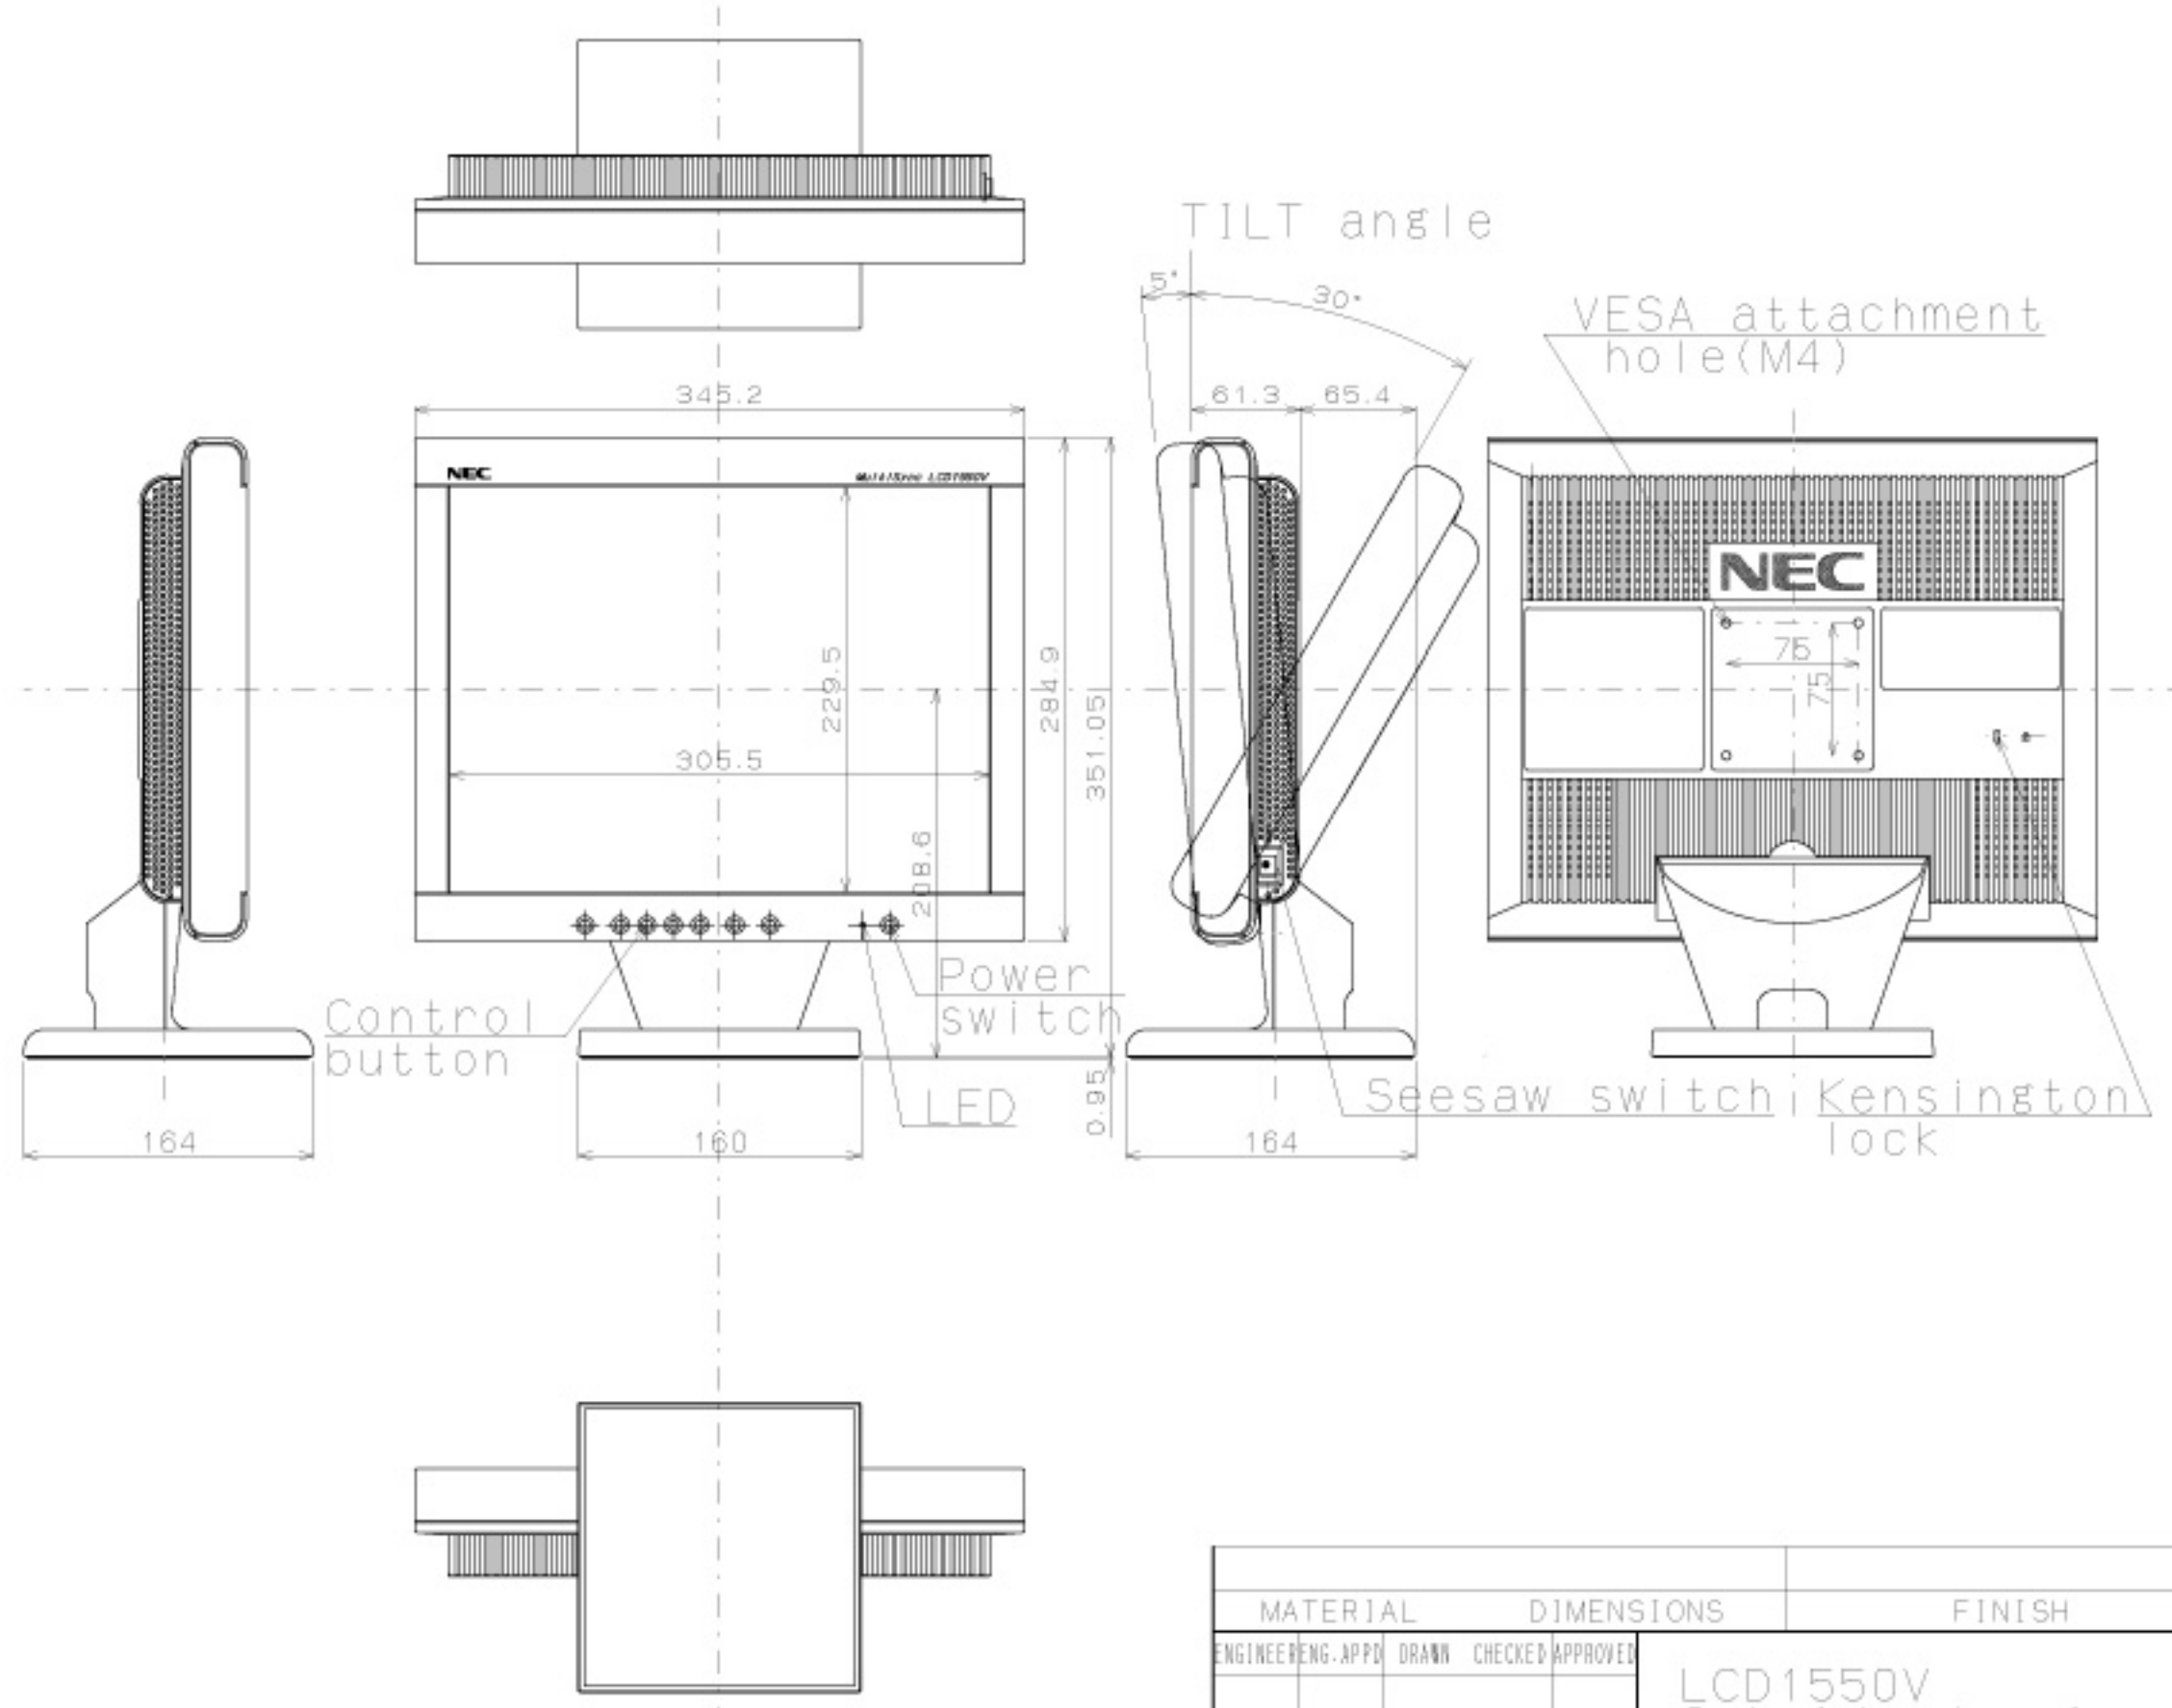 TILT angle
5°
30°
VESA attachment
hole(M4)
345.2
61.3
65.4
NEC
MultiSync LCD1550V
NEC
229.5
284.9
351.05
75
75
305.5
208.6
Power
switch
Control
button
LED
0.95
Seesaw switch
Kensington
lock
164
160
164
MATERIAL
DIMENSIONS
FINISH
ENGINEER
ENG.APPD
DRAWN
CHECKED
APPROVED
LCD1550V